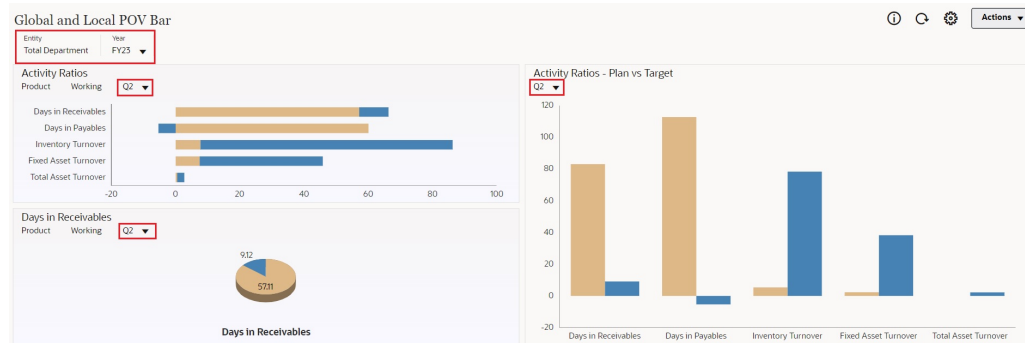 Global and Local POV Bar
Actions
Entity Year
Total Department FY23
Activity Ratios
Product Working Q2
Days in Receivables
Days in Payables
Inventory Turnover
Fixed Asset Turnover
Total Asset Turnover
-20 0 20 40 60 80 100
Days in Receivables
Product Working Q2
9.12
57.11
Days in Receivables
Activity Ratios - Plan vs Target
Q2
120
100
80
60
40
20
0
-20
Days in Receivables Days in Payables Inventory Turnover Fixed Asset Turnover Total Asset Turnover